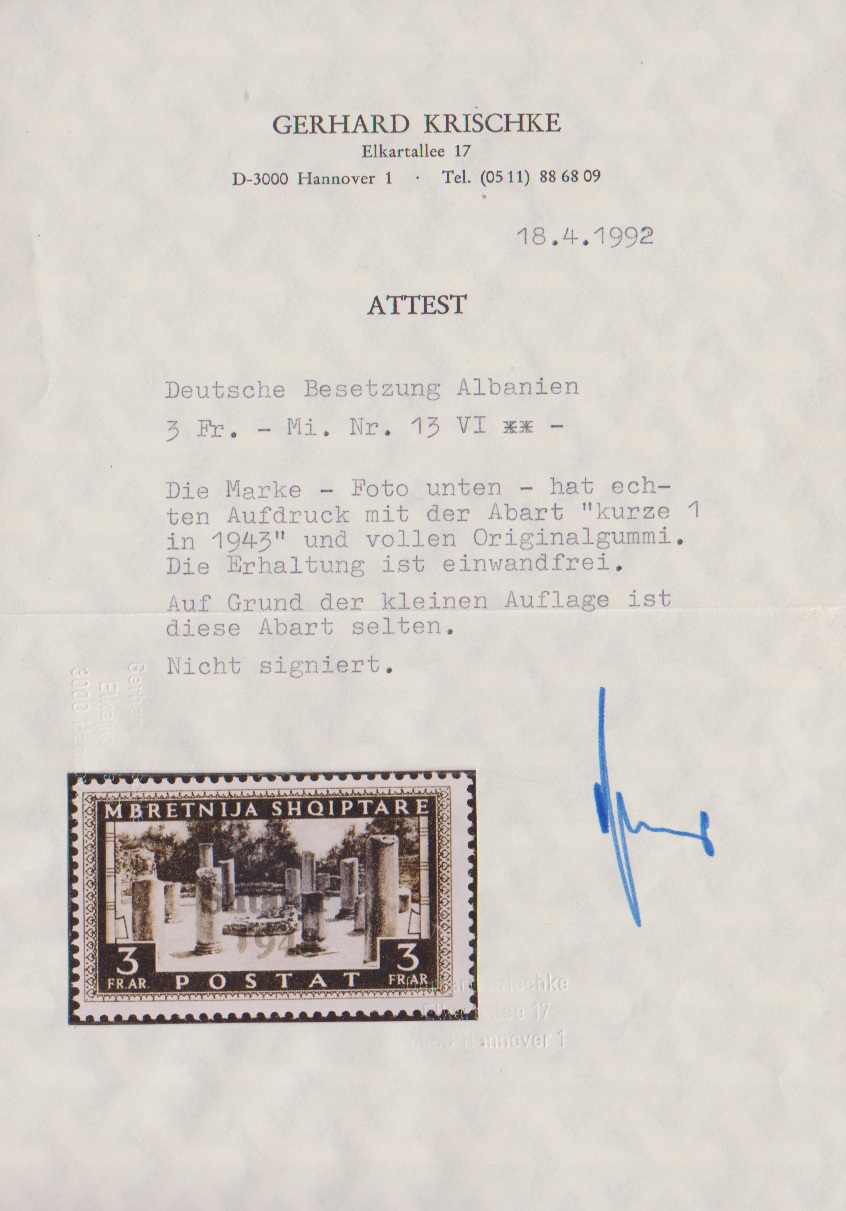 GERHARD KRISCHKE
Elkartallee 17
D-3000 Hannover 1 · Tel. (05 11) 88 68 09
18.4.1992
ATTEST
Deutsche Besetzung Albanien
3 Fr. - Mi. Nr. 13 VI ** -
Die Marke - Foto unten - hat ech-
ten Aufdruck mit der Abart "kurze 1
in 1943" und vollen Originalgummi.
Die Erhaltung ist einwandfrei.
Auf Grund der kleinen Auflage ist
diese Abart selten.
Nicht signiert.
MBRETNIJA SHQIPTARE
3 FR.AR.
POSTAT
3 FR.AR.
Hannover 1